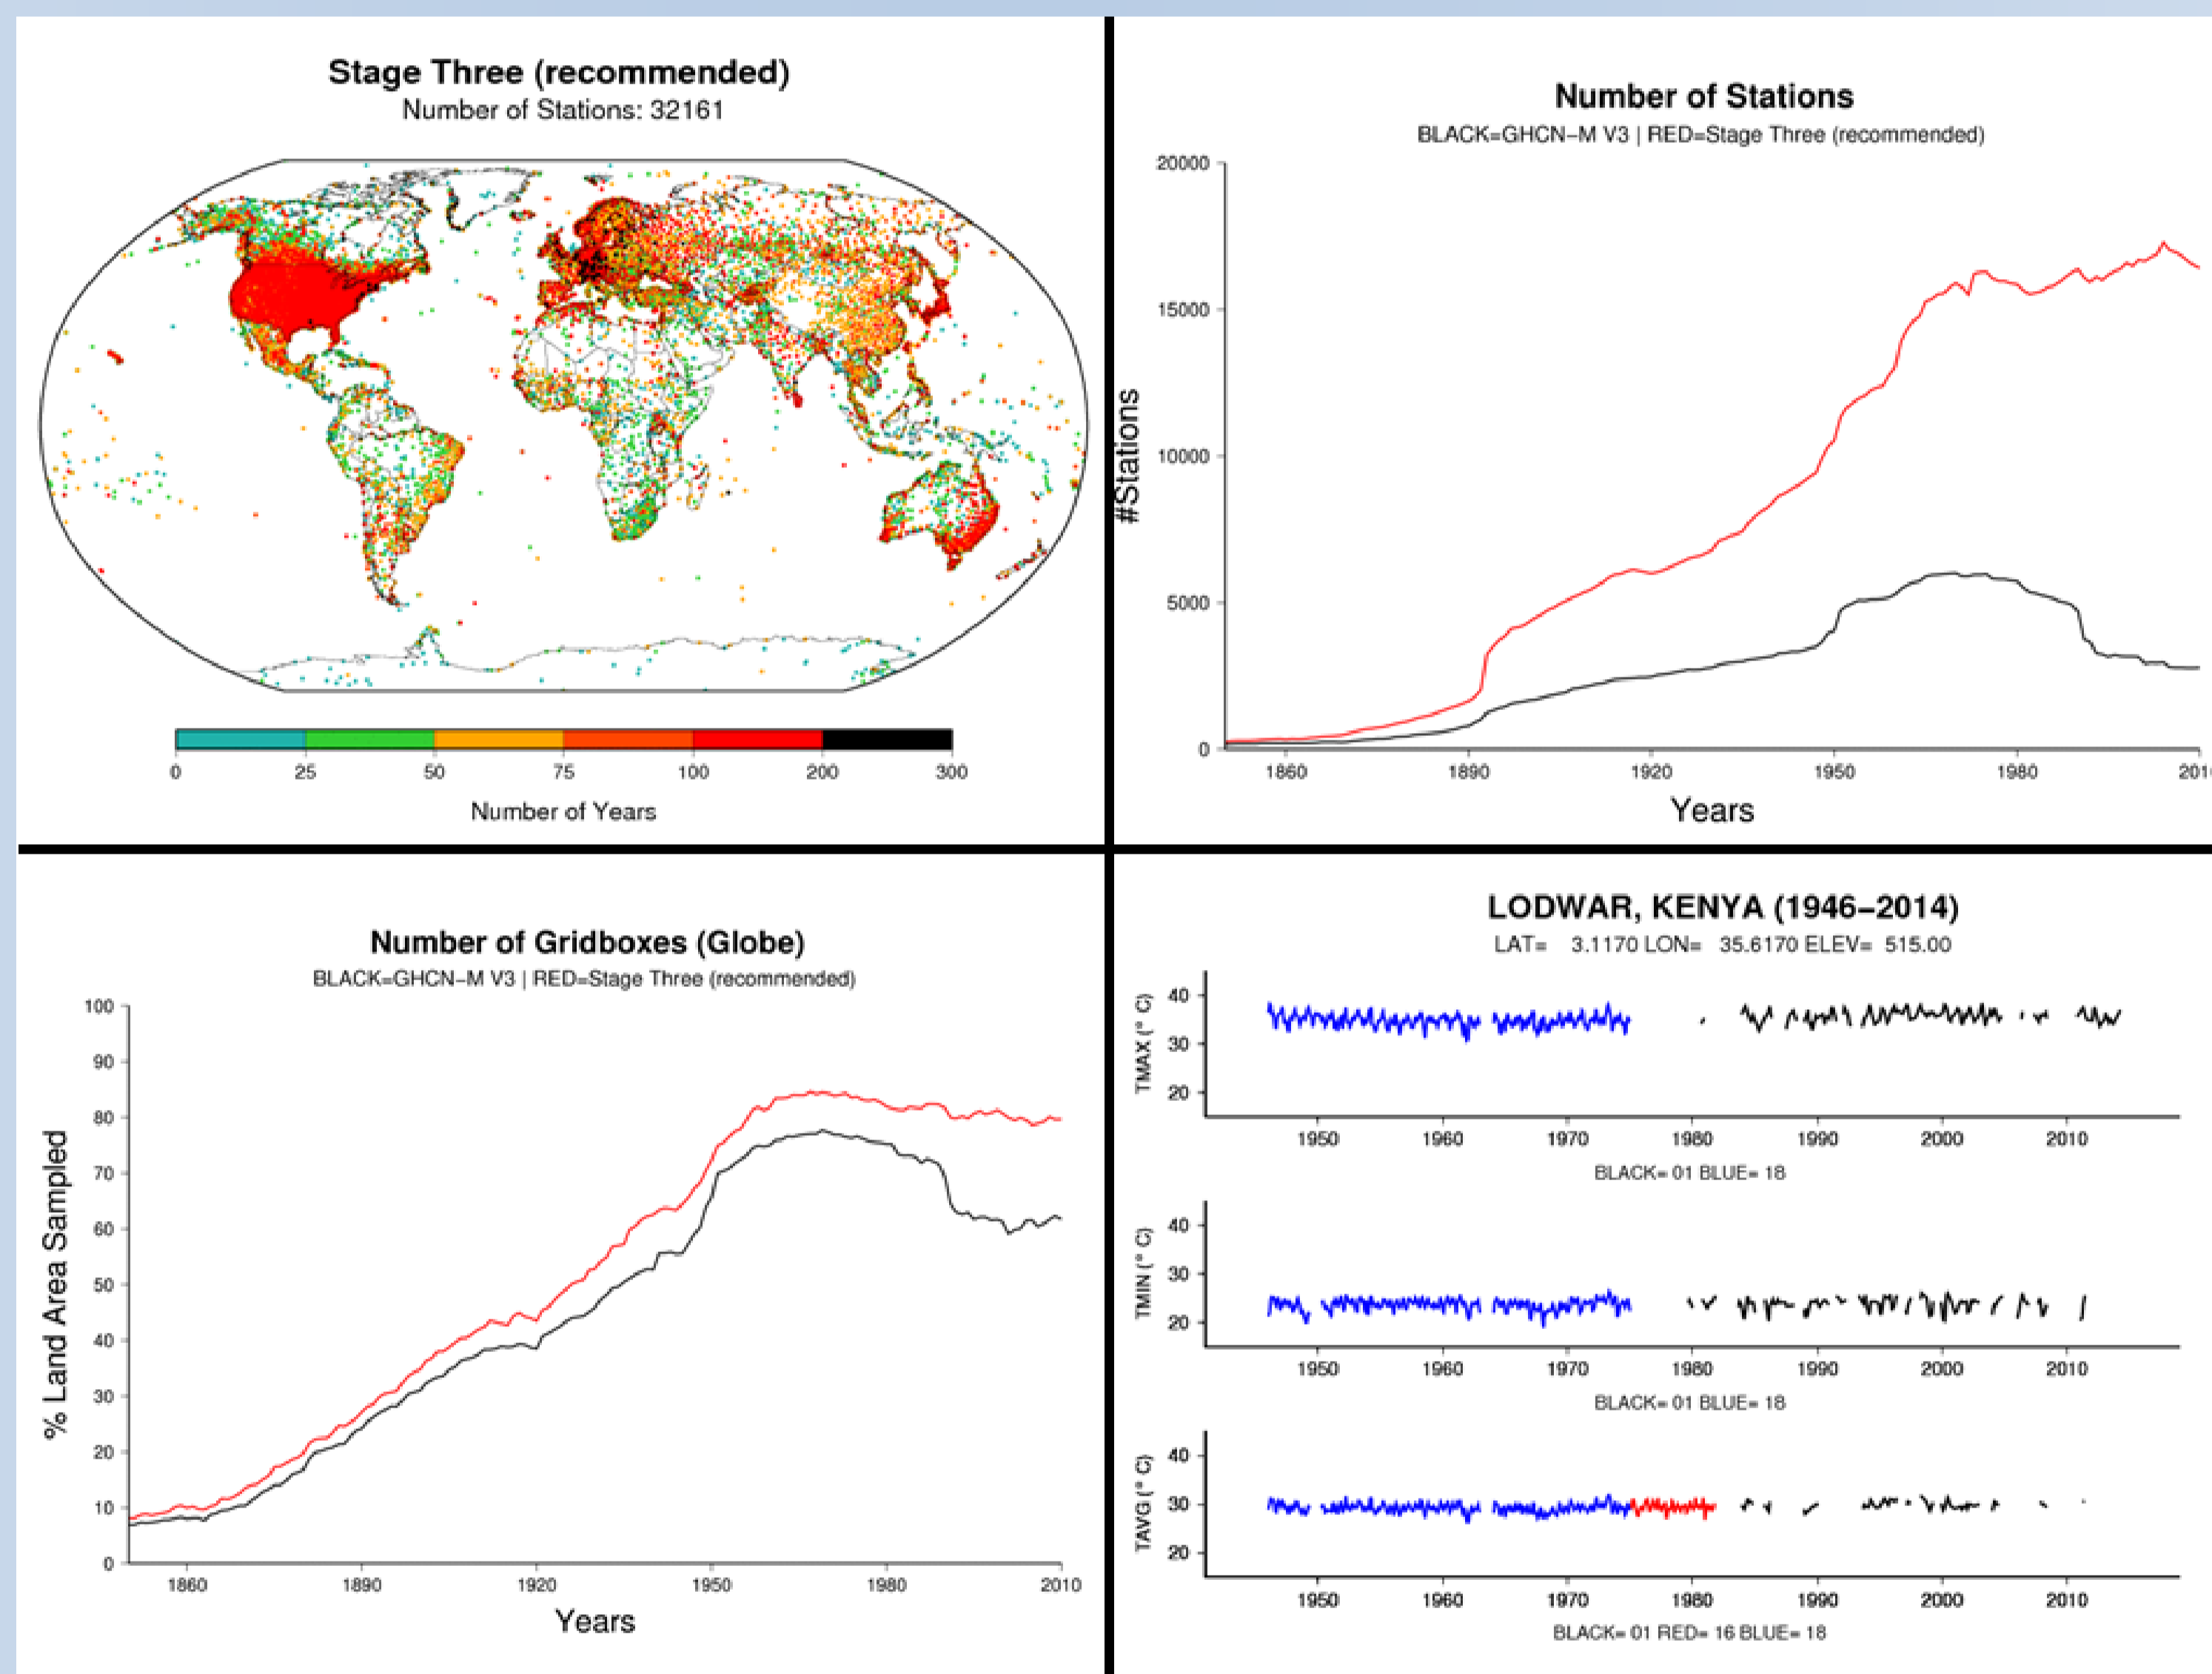 Stage Three (recommended)
Number of Stations: 32161
0 25 50 75 100 200 300
Number of Years
Number of Stations
BLACK=GHCN–M V3 | RED=Stage Three (recommended)
#Stations
20000
15000
10000
5000
0
1860 1890 1920 1950 1980 201
Years
Number of Gridboxes (Globe)
BLACK=GHCN–M V3 | RED=Stage Three (recommended)
% Land Area Sampled
100
90
80
70
60
50
40
30
20
10
0
1860 1890 1920 1950 1980 2010
Years
LODWAR, KENYA (1946–2014)
LAT= 3.1170 LON= 35.6170 ELEV= 515.00
TMAX (° C)
40
30
20
1950 1960 1970 1980 1990 2000 2010
BLACK= 01 BLUE= 18
TMIN (° C)
40
30
20
1950 1960 1970 1980 1990 2000 2010
BLACK= 01 BLUE= 18
TAVG (° C)
40
30
20
1950 1960 1970 1980 1990 2000 2010
BLACK= 01 RED= 16 BLUE= 18